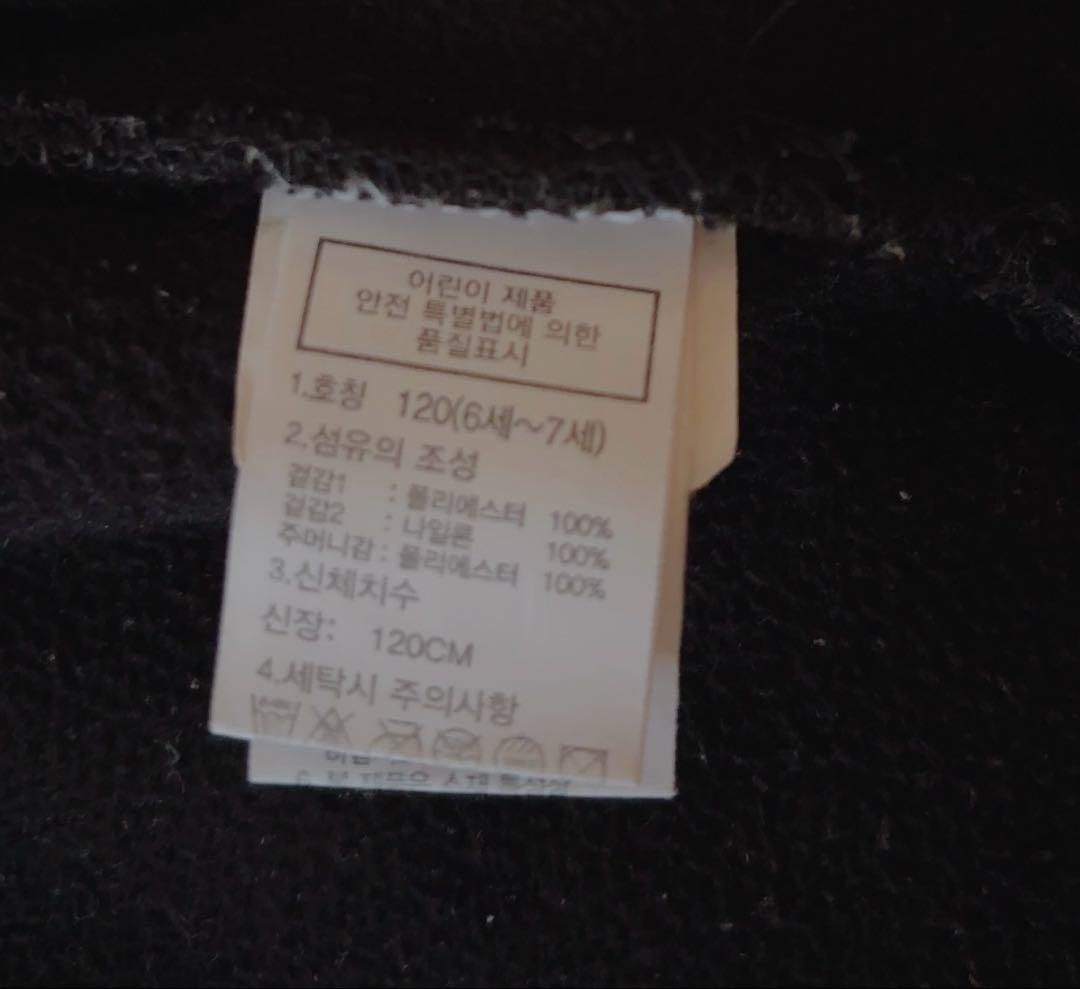 어린이 제품
안전 특별법에 의한
품질표시
1.호칭 120(6세~7세)
2.섬유의 조성
겉감1 : 폴리에스터 100%
겉감2 : 나일론 100%
주머니감 : 폴리에스터 100%
3.신체치수
신장: 120CM
4.세탁시 주의사항